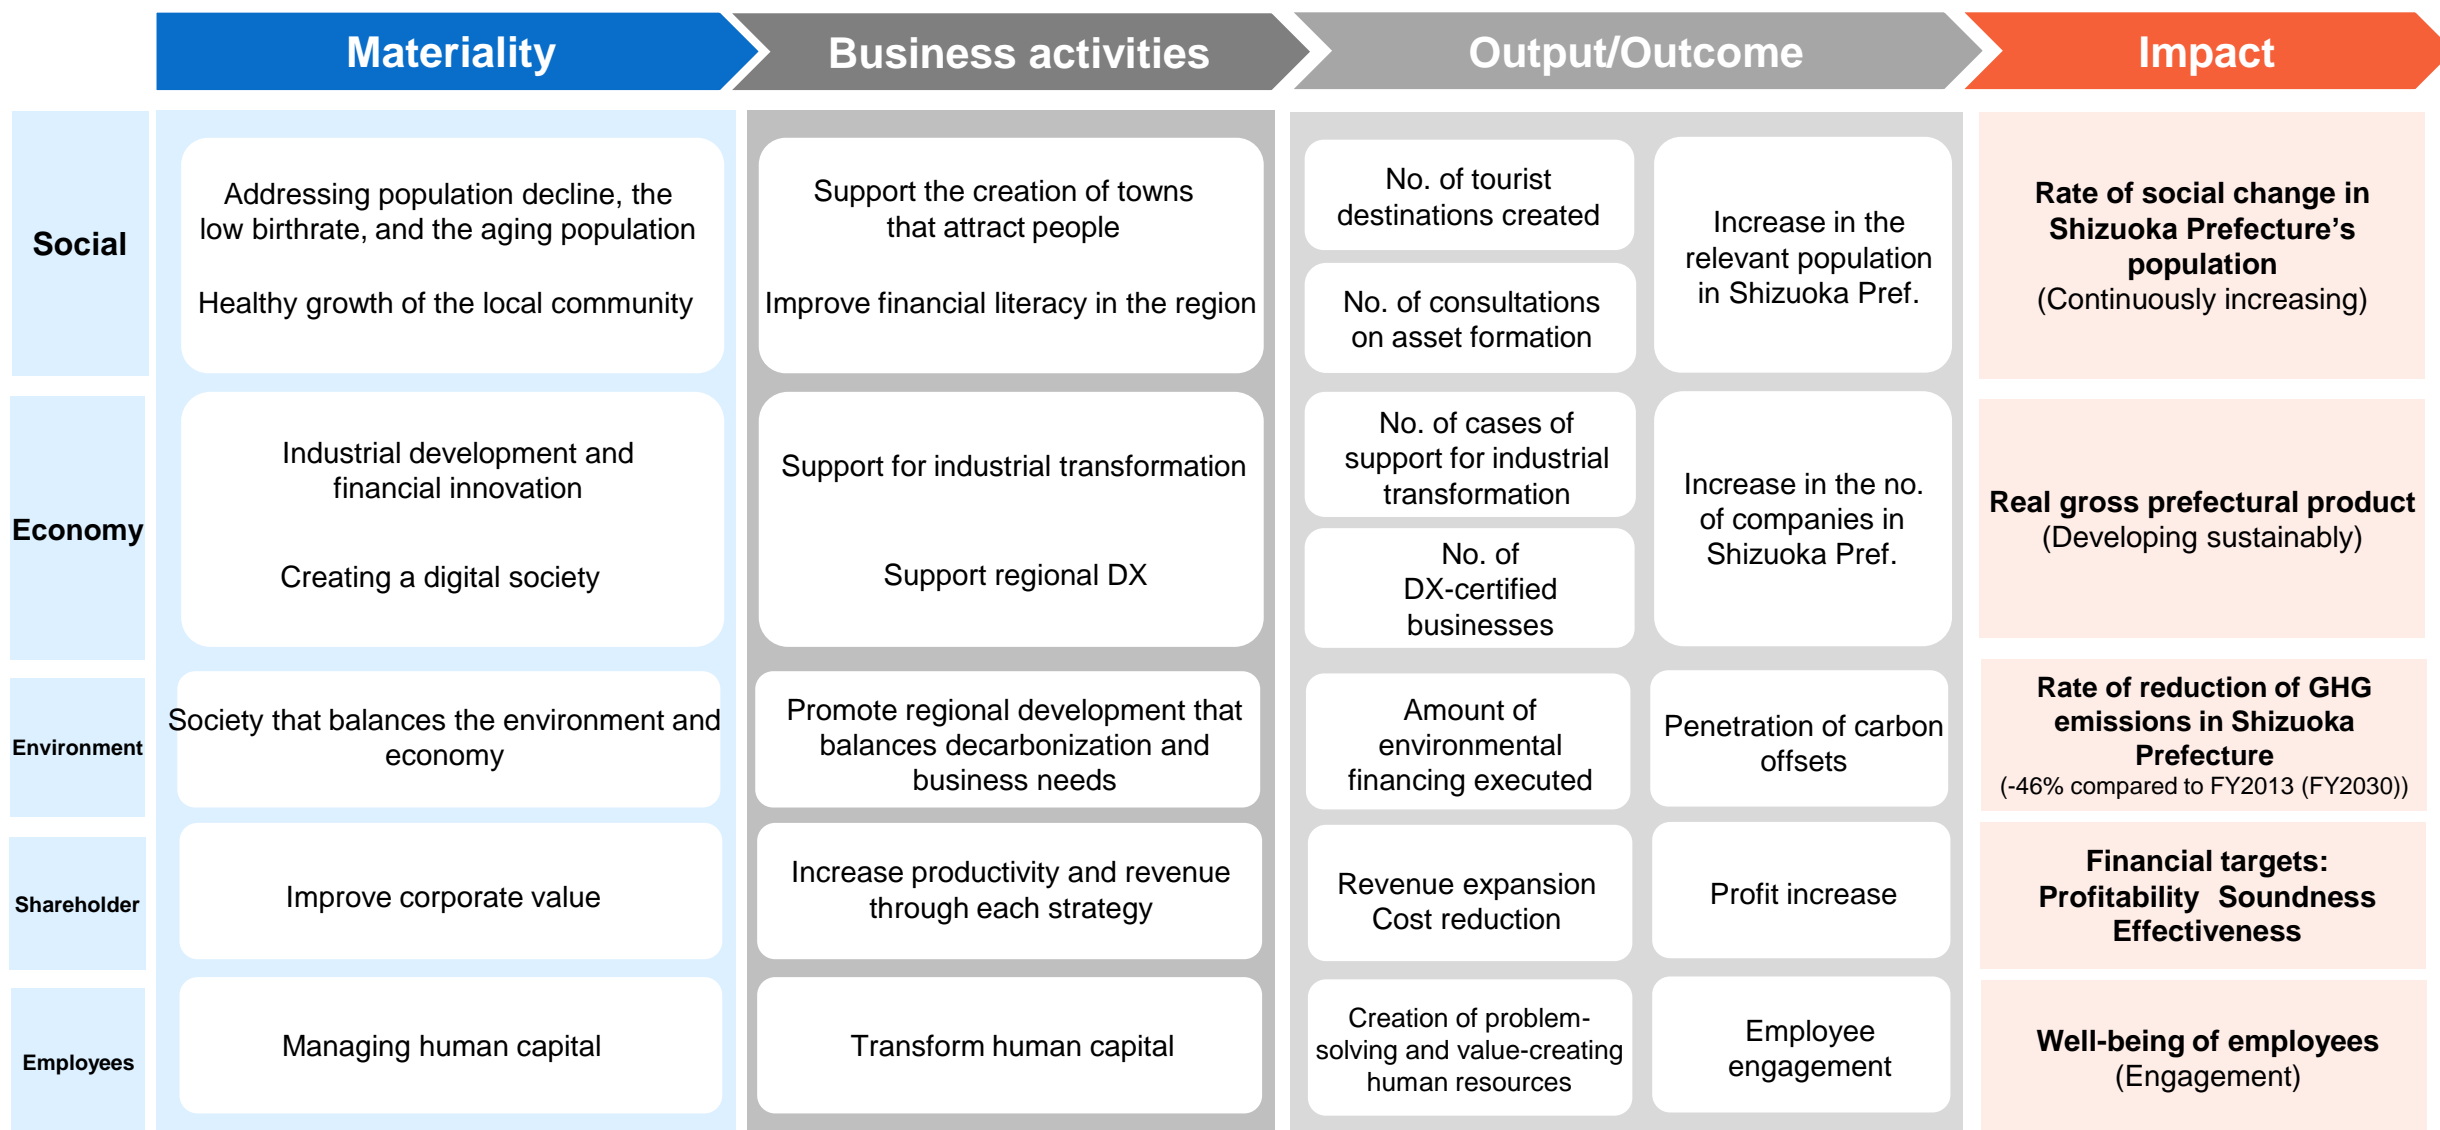 Materiality
Business activities
Output/Outcome
Impact
Social
Addressing population decline, the
low birthrate, and the aging population
Healthy growth of the local community
Support the creation of towns
that attract people
Improve financial literacy in the region
No. of tourist
destinations created
No. of consultations
on asset formation
Increase in the
relevant population
in Shizuoka Pref.
Rate of social change in
Shizuoka Prefecture’s
population
(Continuously increasing)
Economy
Industrial development and
financial innovation
Creating a digital society
Support for industrial transformation
Support regional DX
No. of cases of
support for industrial
transformation
No. of
DX-certified
businesses
Increase in the no.
of companies in
Shizuoka Pref.
Real gross prefectural product
(Developing sustainably)
Environment
Society that balances the environment and
economy
Promote regional development that
balances decarbonization and
business needs
Amount of
environmental
financing executed
Penetration of carbon
offsets
Rate of reduction of GHG
emissions in Shizuoka
Prefecture
(-46% compared to FY2013 (FY2030))
Shareholder
Improve corporate value
Increase productivity and revenue
through each strategy
Revenue expansion
Cost reduction
Profit increase
Financial targets:
Profitability Soundness
Effectiveness
Employees
Managing human capital
Transform human capital
Creation of problem-
solving and value-creating
human resources
Employee
engagement
Well-being of employees
(Engagement)